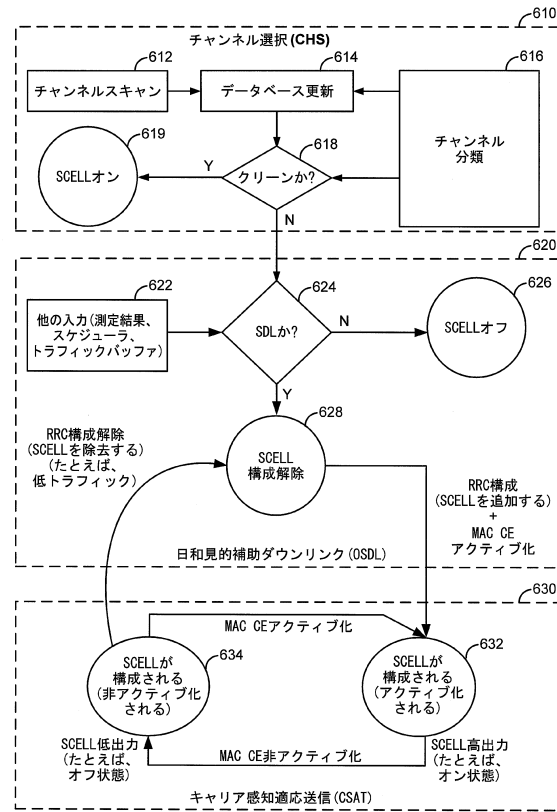 610
チャンネル選択(CHS)
612
614
616
チャンネルスキャン
データベース更新
チャンネル
分類
619
618
SCELLオン
Y
クリーンか?
N
620
622
624
626
他の入力(測定結果、
スケジューラ、
トラフィックバッファ)
SDLか?
N
SCELLオフ
Y
628
SCELL
構成解除
RRC構成解除
(SCELLを除去する)
(たとえば、
低トラフィック)
RRC構成
(SCELLを追加する)
+
MAC CE
アクティブ化
日和見的補助ダウンリンク(OSDL)
630
MAC CEアクティブ化
634
632
SCELLが
構成される
(非アクティブ化
される)
SCELLが
構成される
(アクティブ化
される)
SCELL低出力
(たとえば、
オフ状態)
MAC CE非アクティブ化
SCELL高出力
(たとえば、
オン状態)
キャリア感知適応送信(CSAT)